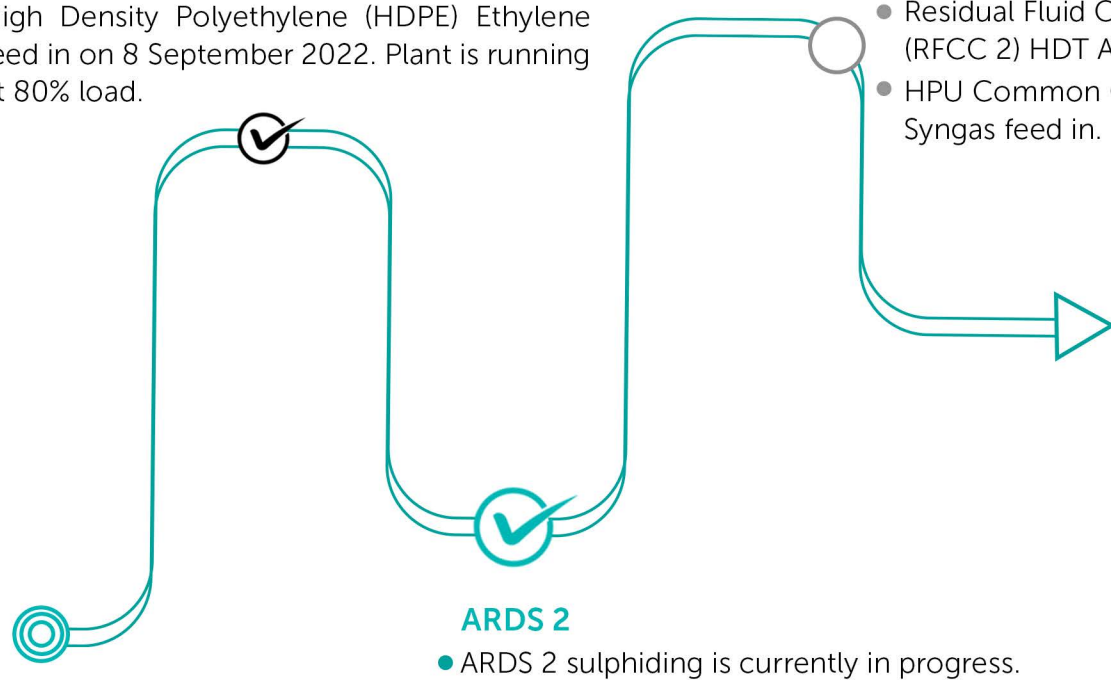 igh Density Polyethylene (HDPE) Ethylene
eed in on 8 September 2022. Plant is running
t 80% load.
Residual Fluid C
(RFCC 2) HDT A
HPU Common
Syngas feed in.
ARDS 2
ARDS 2 sulphiding is currently in progress.